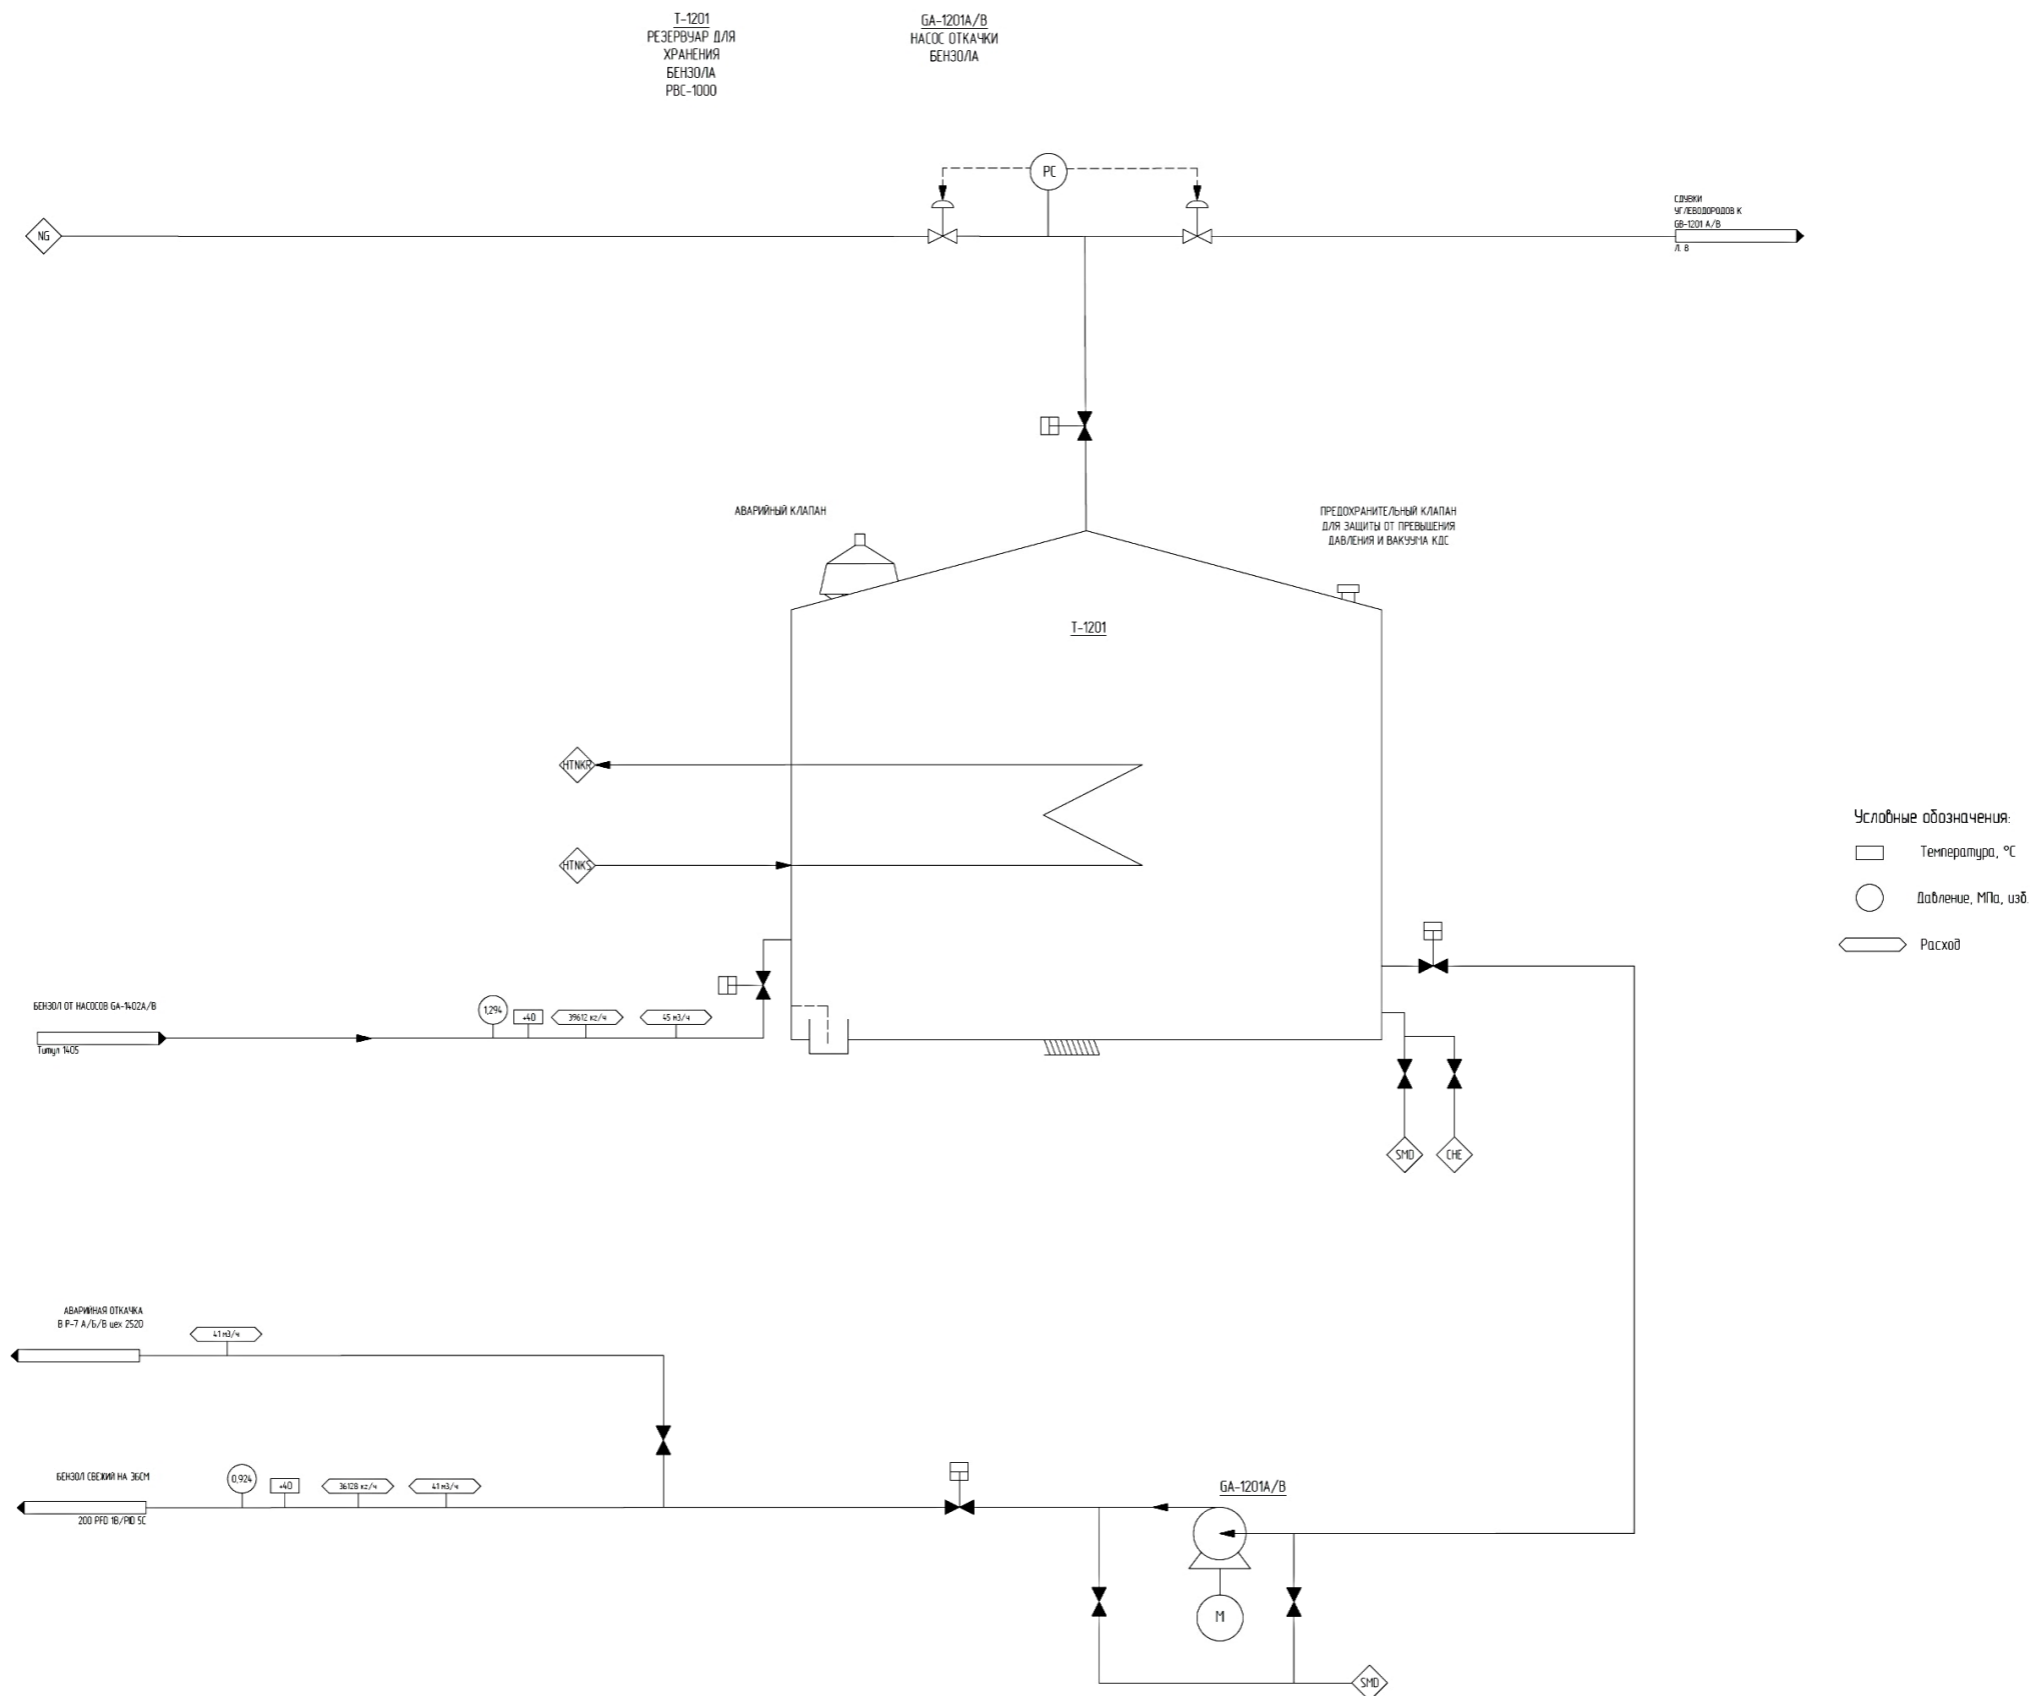 T-1201
РЕЗЕРВУАР ДЛЯ
ХРАНЕНИЯ
БЕНЗОЛА
РВС-1000
GA-1201A/B
НАСОС ОТКАЧКИ
БЕНЗОЛА
PC
NG
СДУВКИ
УГЛЕВОДОРОДОВ К
GB-1201 A/B
Л. 8
АВАРИЙНЫЙ КЛАПАН
ПРЕДОХРАНИТЕЛЬНЫЙ КЛАПАН
ДЛЯ ЗАЩИТЫ ОТ ПРЕВЫШЕНИЯ
ДАВЛЕНИЯ И ВАКУУМА КДС
T-1201
HTNKR
HTNKS
Условные обозначения:
Температура, °С
Давление, МПа, изб.
Расход
БЕНЗОЛ ОТ НАСОСОВ GA-1402A/B
Титул 1405
1,294
+40
39612 кг/ч
45 м3/ч
SMD
CHE
АВАРИЙНАЯ ОТКАЧКА
В Р-7 А/Б/В цех 2520
41 м3/ч
БЕНЗОЛ СВЕЖИЙ НА ЭБСМ
200 PFD 1B/PID 5C
0,924
+40
36128 кг/ч
41 м3/ч
GA-1201A/B
M
SMD